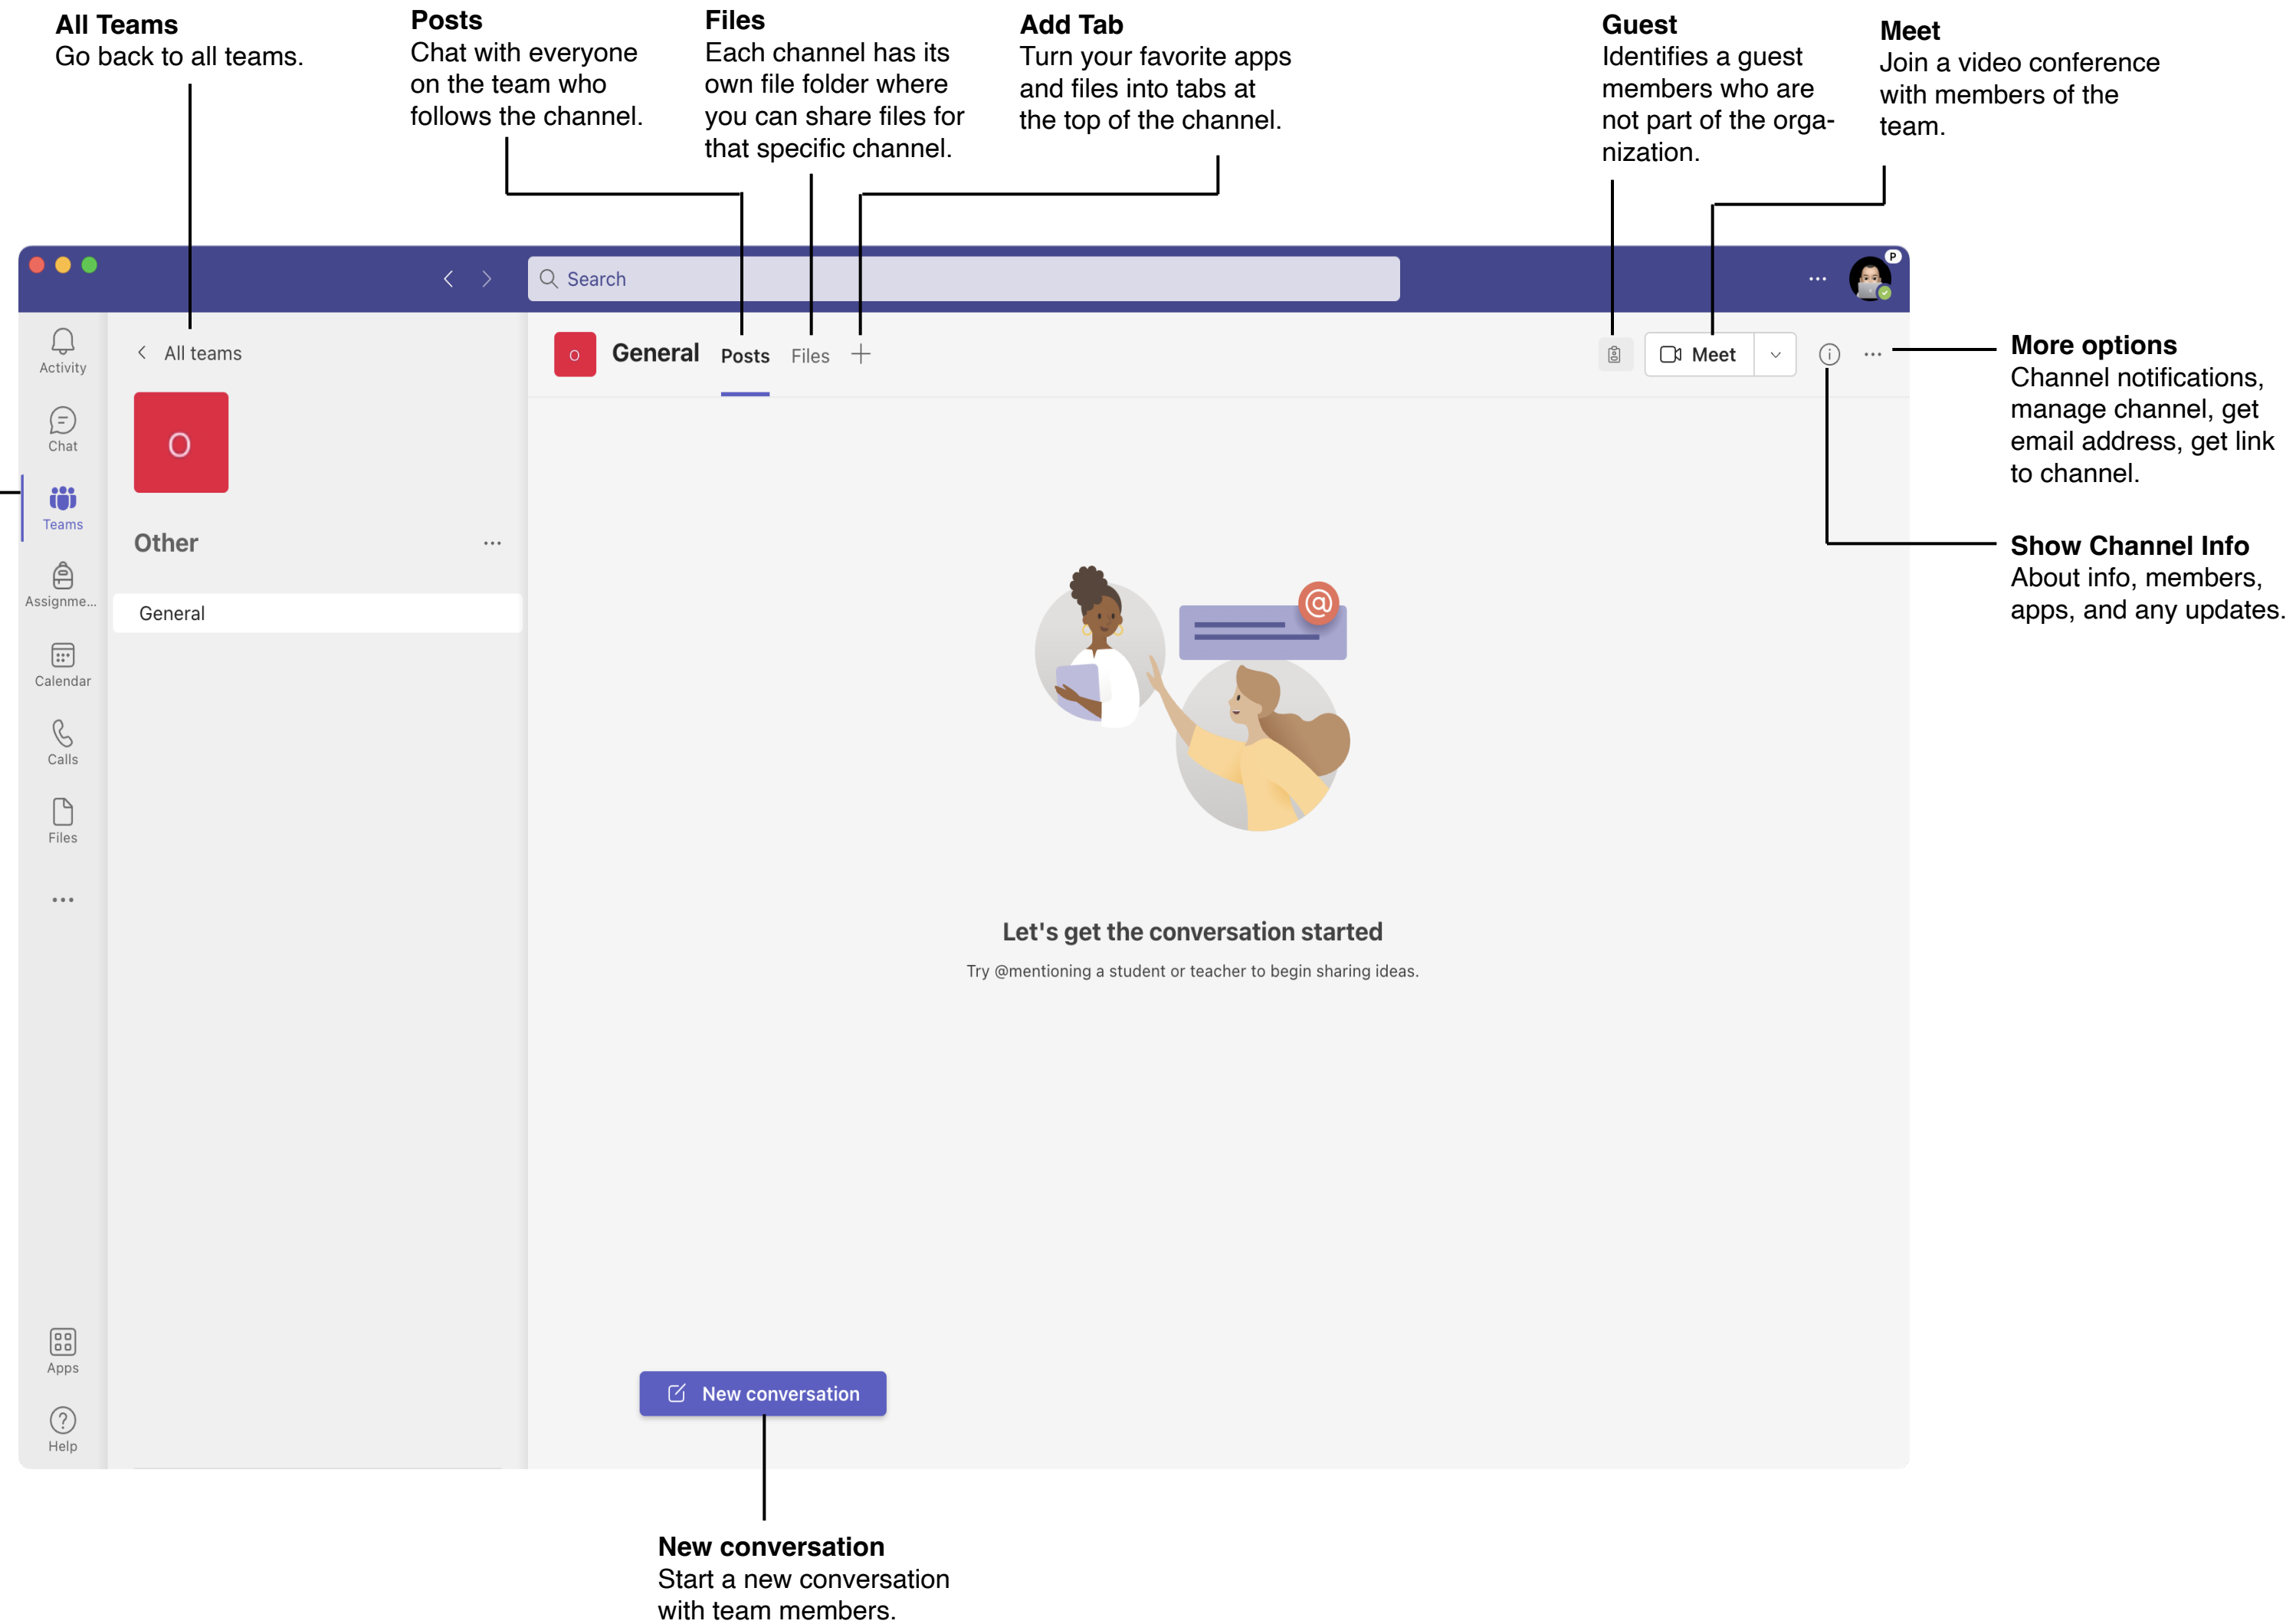 All Teams
Go back to all teams.
Posts
Chat with everyone
on the team who
follows the channel.
Files
Each channel has its
own file folder where
you can share files for
that specific channel.
Add Tab
Turn your favorite apps
and files into tabs at
the top of the channel.
Guest
Identifies a guest
members who are
not part of the orga-
nization.
Meet
Join a video conference
with members of the
team.
Search
P
Activity
Chat
Teams
Assignme...
Calendar
Calls
Files
Apps
Help
All teams
O
Other
General
O
General Posts Files
Meet
@
Let's get the conversation started
Try @mentioning a student or teacher to begin sharing ideas.
New conversation
More options
Channel notifications,
manage channel, get
email address, get link
to channel.
Show Channel Info
About info, members,
apps, and any updates.
New conversation
Start a new conversation
with team members.